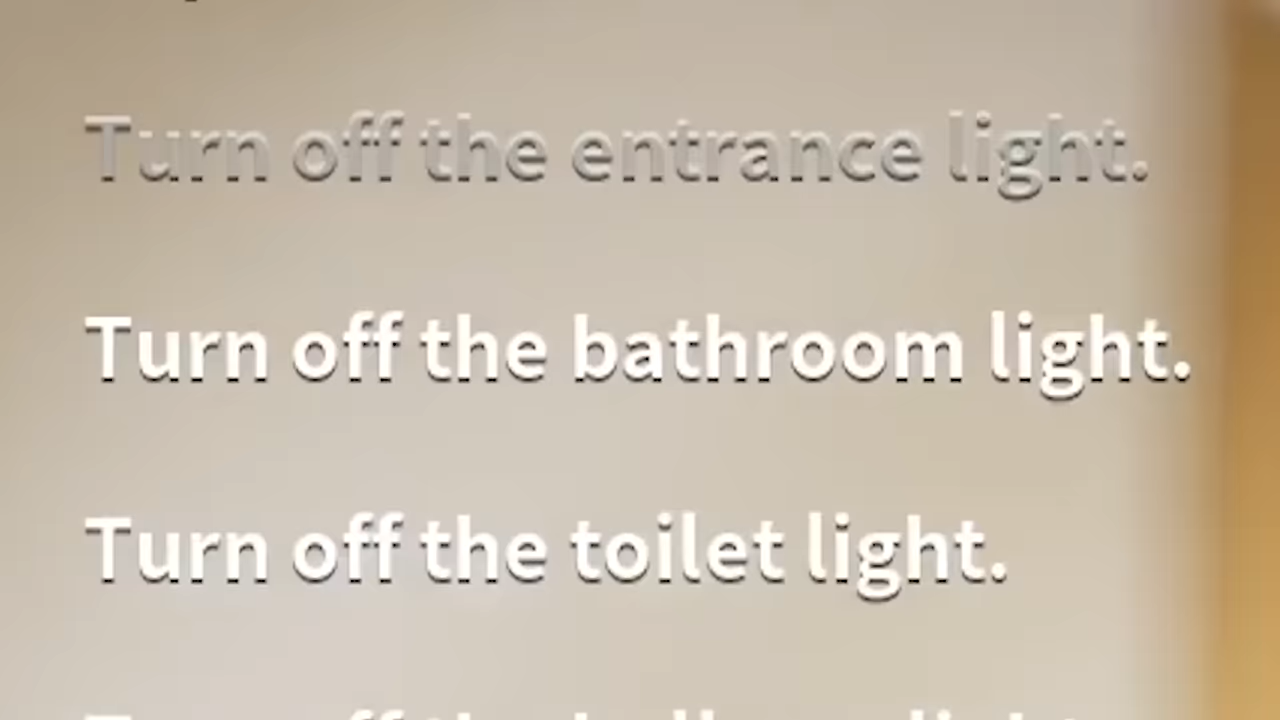 Turn off the entrance light.
Turn off the bathroom light.
Turn off the toilet light.